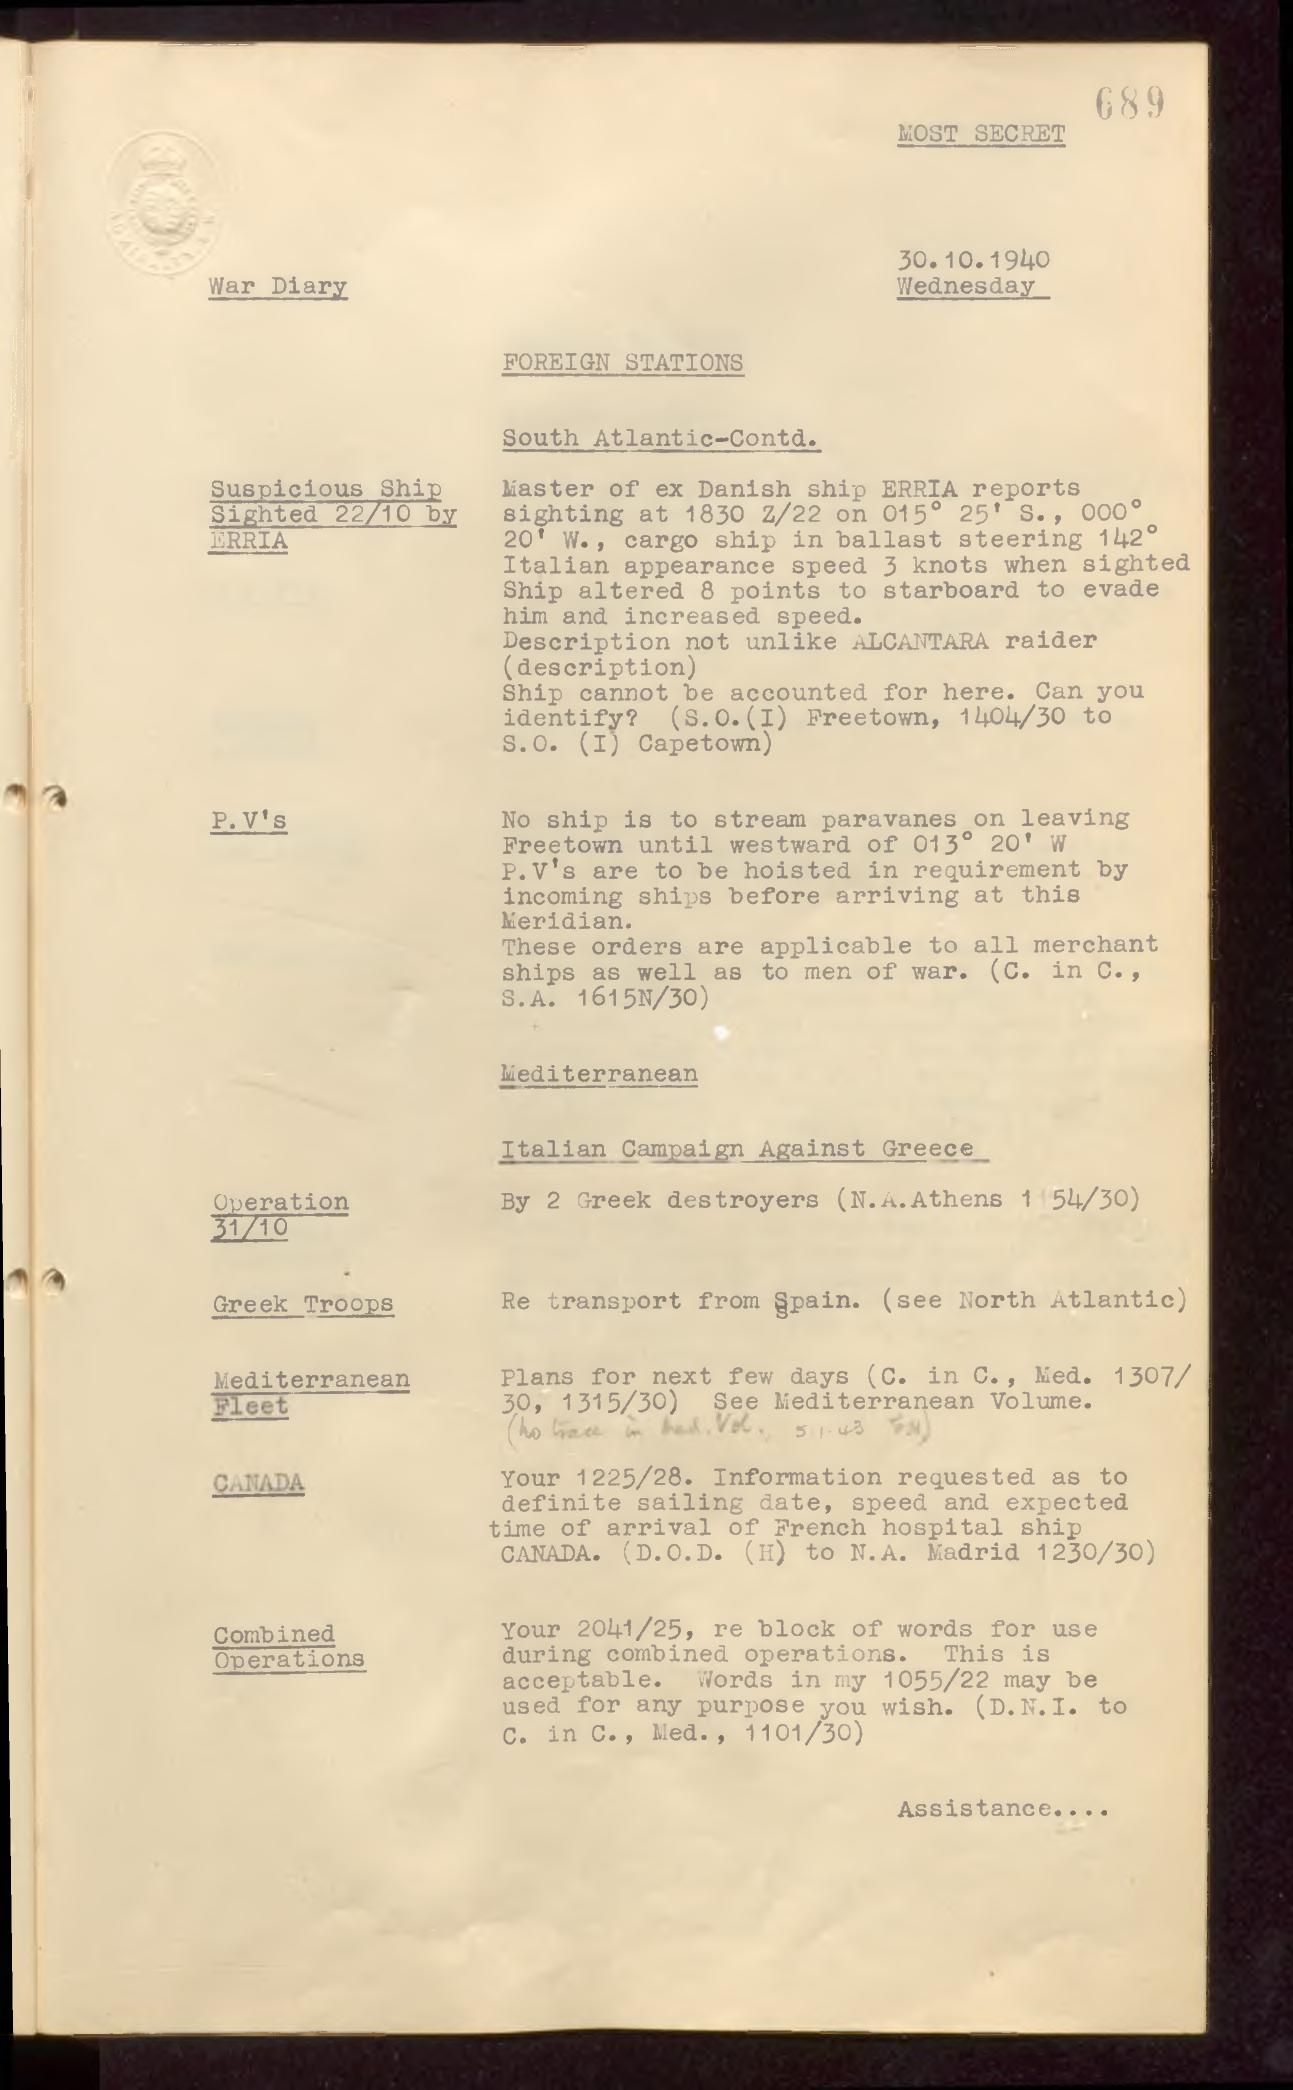 689
MOST SECRET
30.10.1940
War Diary
Wednesday
FOREIGN STATIONS
South Atlantic-Contd.
Suspicious Ship
Sighted 22/10 by
ERRIA
Master of ex Danish ship ERRIA reports
sighting at 1830 Z/22 on 015° 25' S., 000°
20' W., cargo ship in ballast steering 142°
Italian appearance speed 3 knots when sighted
Ship altered 8 points to starboard to evade
him and increased speed.
Description not unlike ALCANTARA raider
(description)
Ship cannot be accounted for here. Can you
identify? (S.O.(I) Freetown, 1404/30 to
S.O. (I) Capetown)
P.V's
No ship is to stream paravanes on leaving
Freetown until westward of 013° 20' W
P.V's are to be hoisted in requirement by
incoming ships before arriving at this
Meridian.
These orders are applicable to all merchant
ships as well as to men of war. (C. in C.,
S.A. 1615N/30)
Mediterranean
Italian Campaign Against Greece
Operation
31/10
By 2 Greek destroyers (N.A.Athens 1 54/30)
Greek Troops
Re transport from Spain. (see North Atlantic)
Mediterranean
Fleet
Plans for next few days (C. in C., Med. 1307/
30, 1315/30) See Mediterranean Volume.
(No trace in Med. Vol. 5.1.43
CANADA
Your 1225/28. Information requested as to
definite sailing date, speed and expected
time of arrival of French hospital ship
CANADA. (D.O.D. (H) to N.A. Madrid 1230/30)
Combined
Operations
Your 2041/25, re block of words for use
during combined operations. This is
acceptable. Words in my 1055/22 may be
used for any purpose you wish. (D.N.I. to
C. in C., Med., 1101/30)
Assistance....